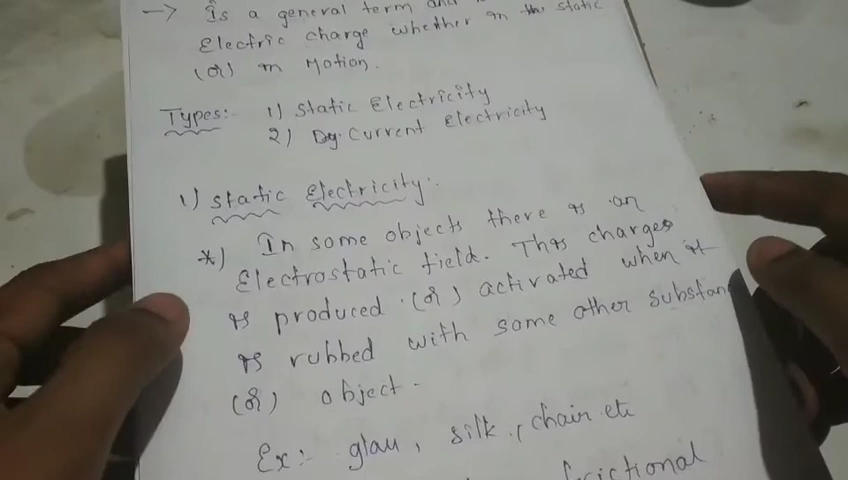 → Is a general term and
Electric charge whether in the static
(or) in Motion.
Types:- 1) Static Electricity
2) Dy. Current Electricity
1) Static Electricity:
*) In some objects there is an
Electrostatic field. This charges
is produced (or) activated when it
is rubbed with some other substan
(or) object.
Ex:- glass, silk, chair etc
frictional